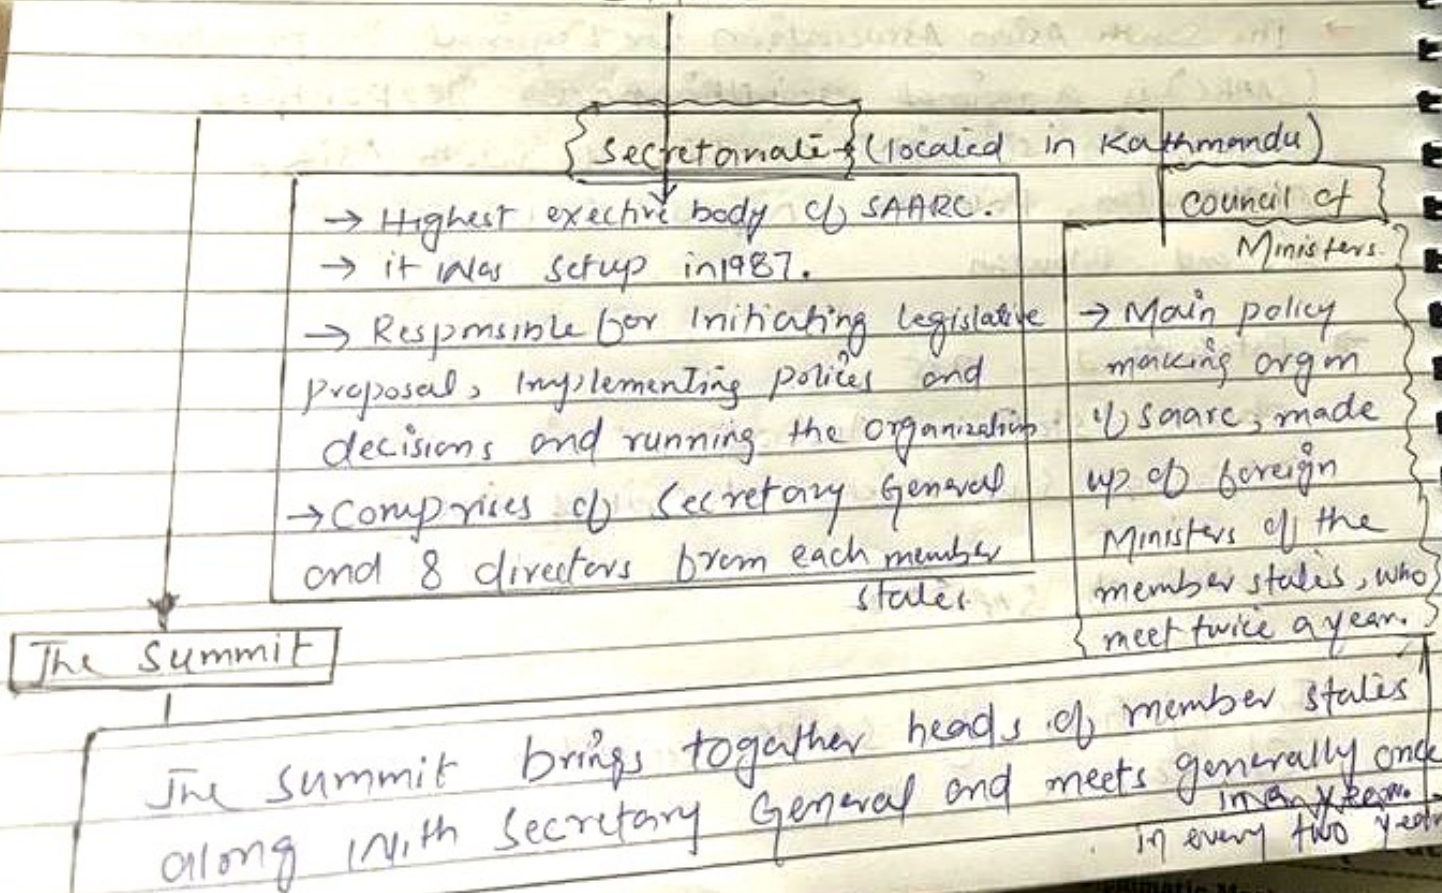 Secretariate (located in Kathmandu)
→ Highest exective body of SAARC.
→ it was setup in 1987.
→ Responsible for initiating legislative
proposal, Implementing polices and
decisions and running the organization
→ Comprises of Secretary General
and 8 directors from each member
states.
Council of
Ministers.
→ Main policy
making organ
of saarc, made
up of foreign
Ministers of the
member states, who
meet twice a year.
The Summit
The Summit brings togather heads of member states
along with Secretary General and meets generally once
in every two year